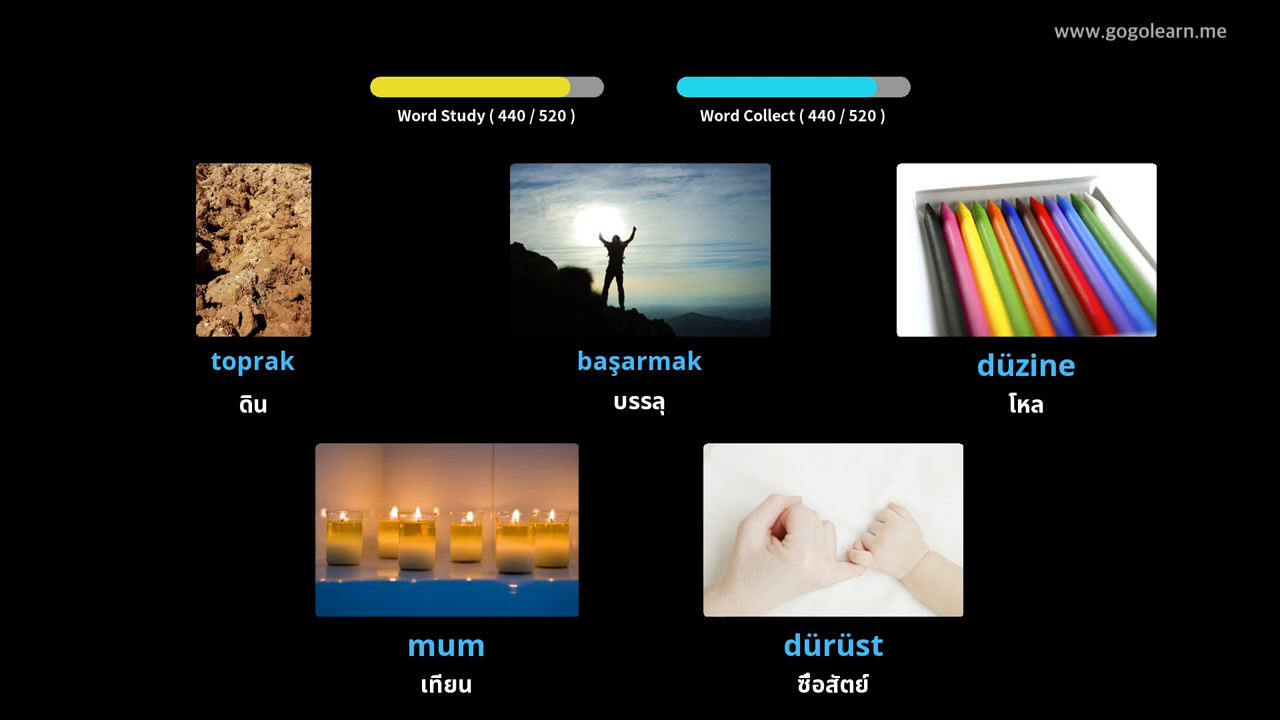 www.gogolearn.me
Word Study ( 440 / 520 )
Word Collect ( 440 / 520 )
toprak
ดิน
başarmak
บรรลุ
düzine
โหล
mum
เทียน
dürüst
ซื่อสัตย์